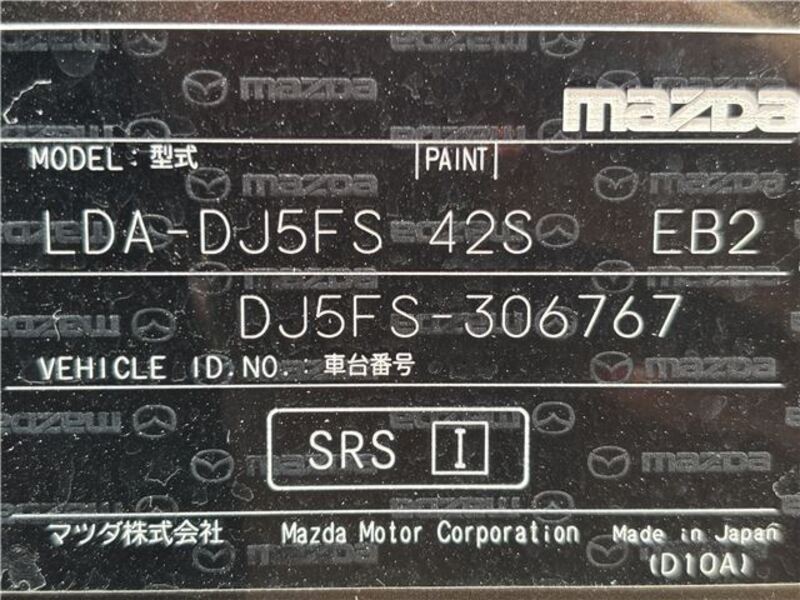 mazda
MODEL: 型式 PAINT
LDA-DJ5FS 42S EB2
DJ5FS-306767
VEHICLE ID.NO.: 車台番号
SRS I
マツダ株式会社 Mazda Motor Corporation Made in Japan
(D10A)